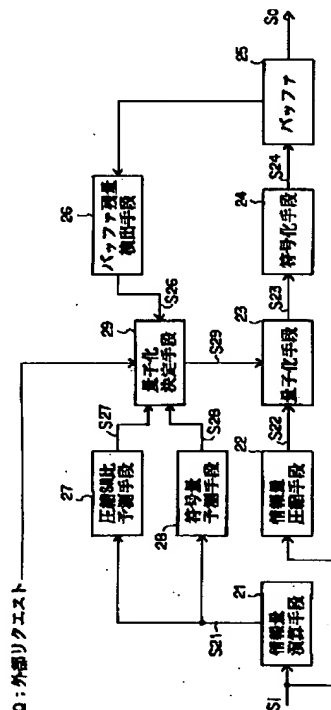 Q：外部リクエスト
Si
21
情報量
演算手段
S21
27
圧縮SN比
予測手段
S27
28
符号量
予測手段
S28
22
情報量
圧縮手段
S22
29
量子化
決定手段
S29
26
バッファ残量
検出手段
S26
23
量子化手段
S23
24
符号化手段
S24
25
バッファ
So